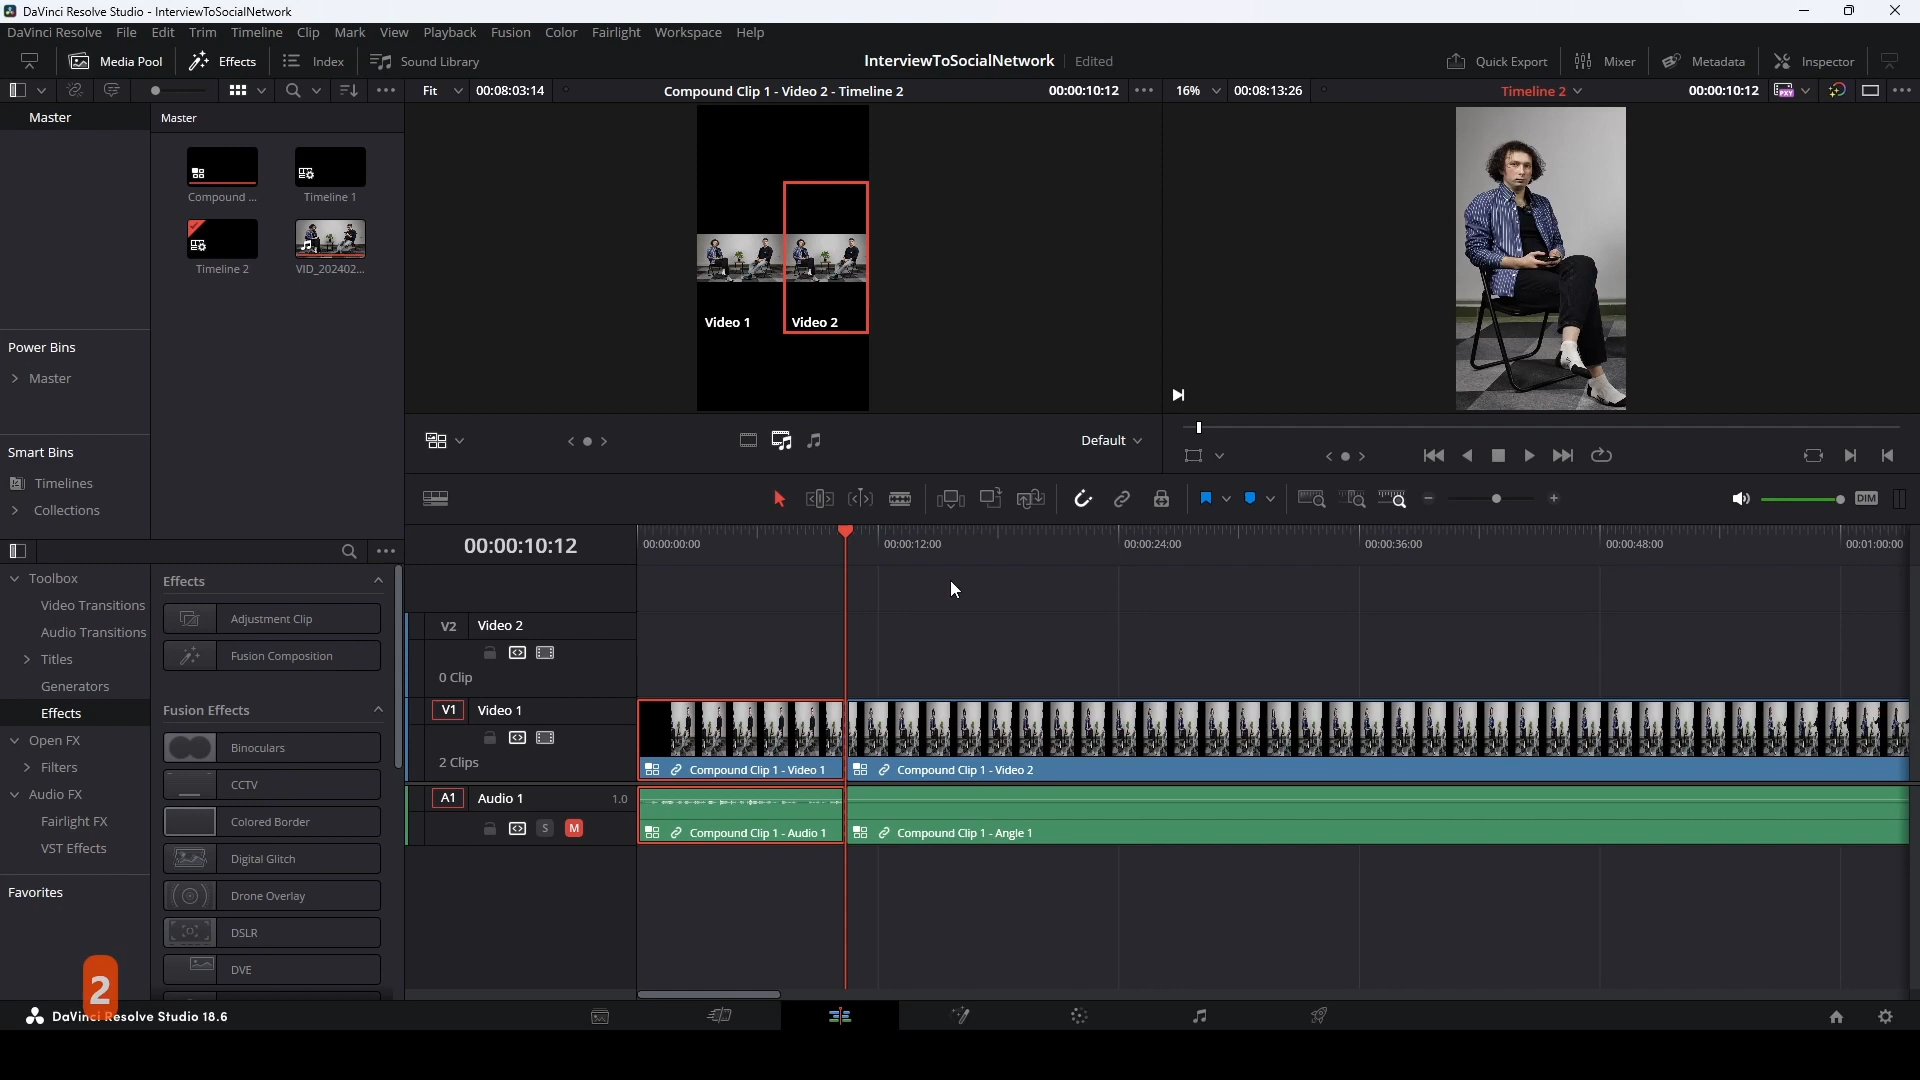 DaVinci Resolve Studio - InterviewToSocialNetwork
DaVinci Resolve File Edit Trim Timeline Clip Mark View Playback Fusion Color Fairlight Workspace Help
Media Pool Effects Index Sound Library InterviewToSocialNetwork Edited Quick Export Mixer Metadata Inspector
Fit 00:08:03:14 Compound Clip 1 - Video 2 - Timeline 2 00:00:10:12 16% 00:08:13:26 Timeline 2 00:00:10:12 PXY
Master Master
Compound ... Timeline 1
Timeline 2 VID_202402...
Video 1 Video 2
Power Bins
Master
Smart Bins
Timelines
Collections
Default
DIM
00:00:10:12 00:00:00:00 00:00:12:00 00:00:24:00 00:00:36:00 00:00:48:00 00:01:00:00
Toolbox
Video Transitions
Audio Transitions
Titles
Generators
Effects
Open FX
Filters
Audio FX
Fairlight FX
VST Effects
Favorites
Effects
Adjustment Clip
Fusion Composition
Fusion Effects
Binoculars
CCTV
Colored Border
Digital Glitch
Drone Overlay
DSLR
DVE
V2 Video 2
0 Clip
V1 Video 1
2 Clips
Compound Clip 1 - Video 1 Compound Clip 1 - Video 2
A1 Audio 1 1.0
S M
Compound Clip 1 - Audio 1 Compound Clip 1 - Angle 1
2
DaVinci Resolve Studio 18.6